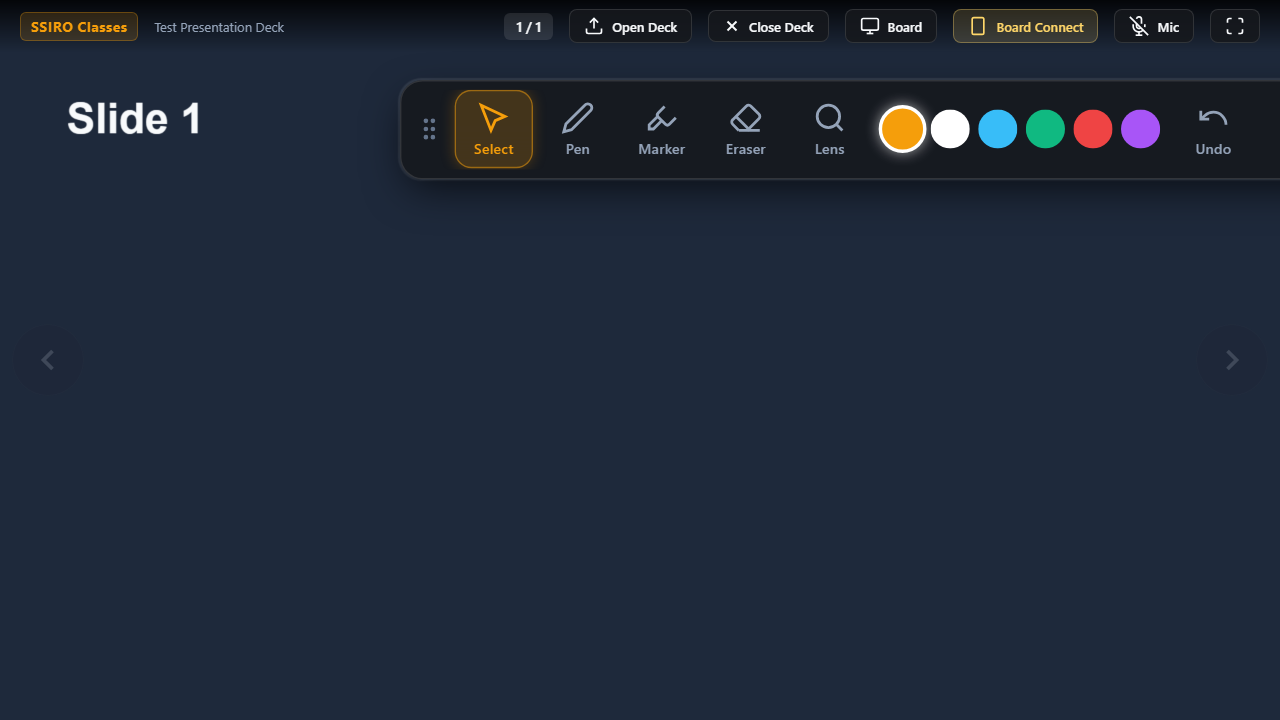 SSIRO Classes Test Presentation Deck 1 / 1 Open Deck Close Deck Board Board Connect Mic
Slide 1
Select Pen Marker Eraser Lens Undo